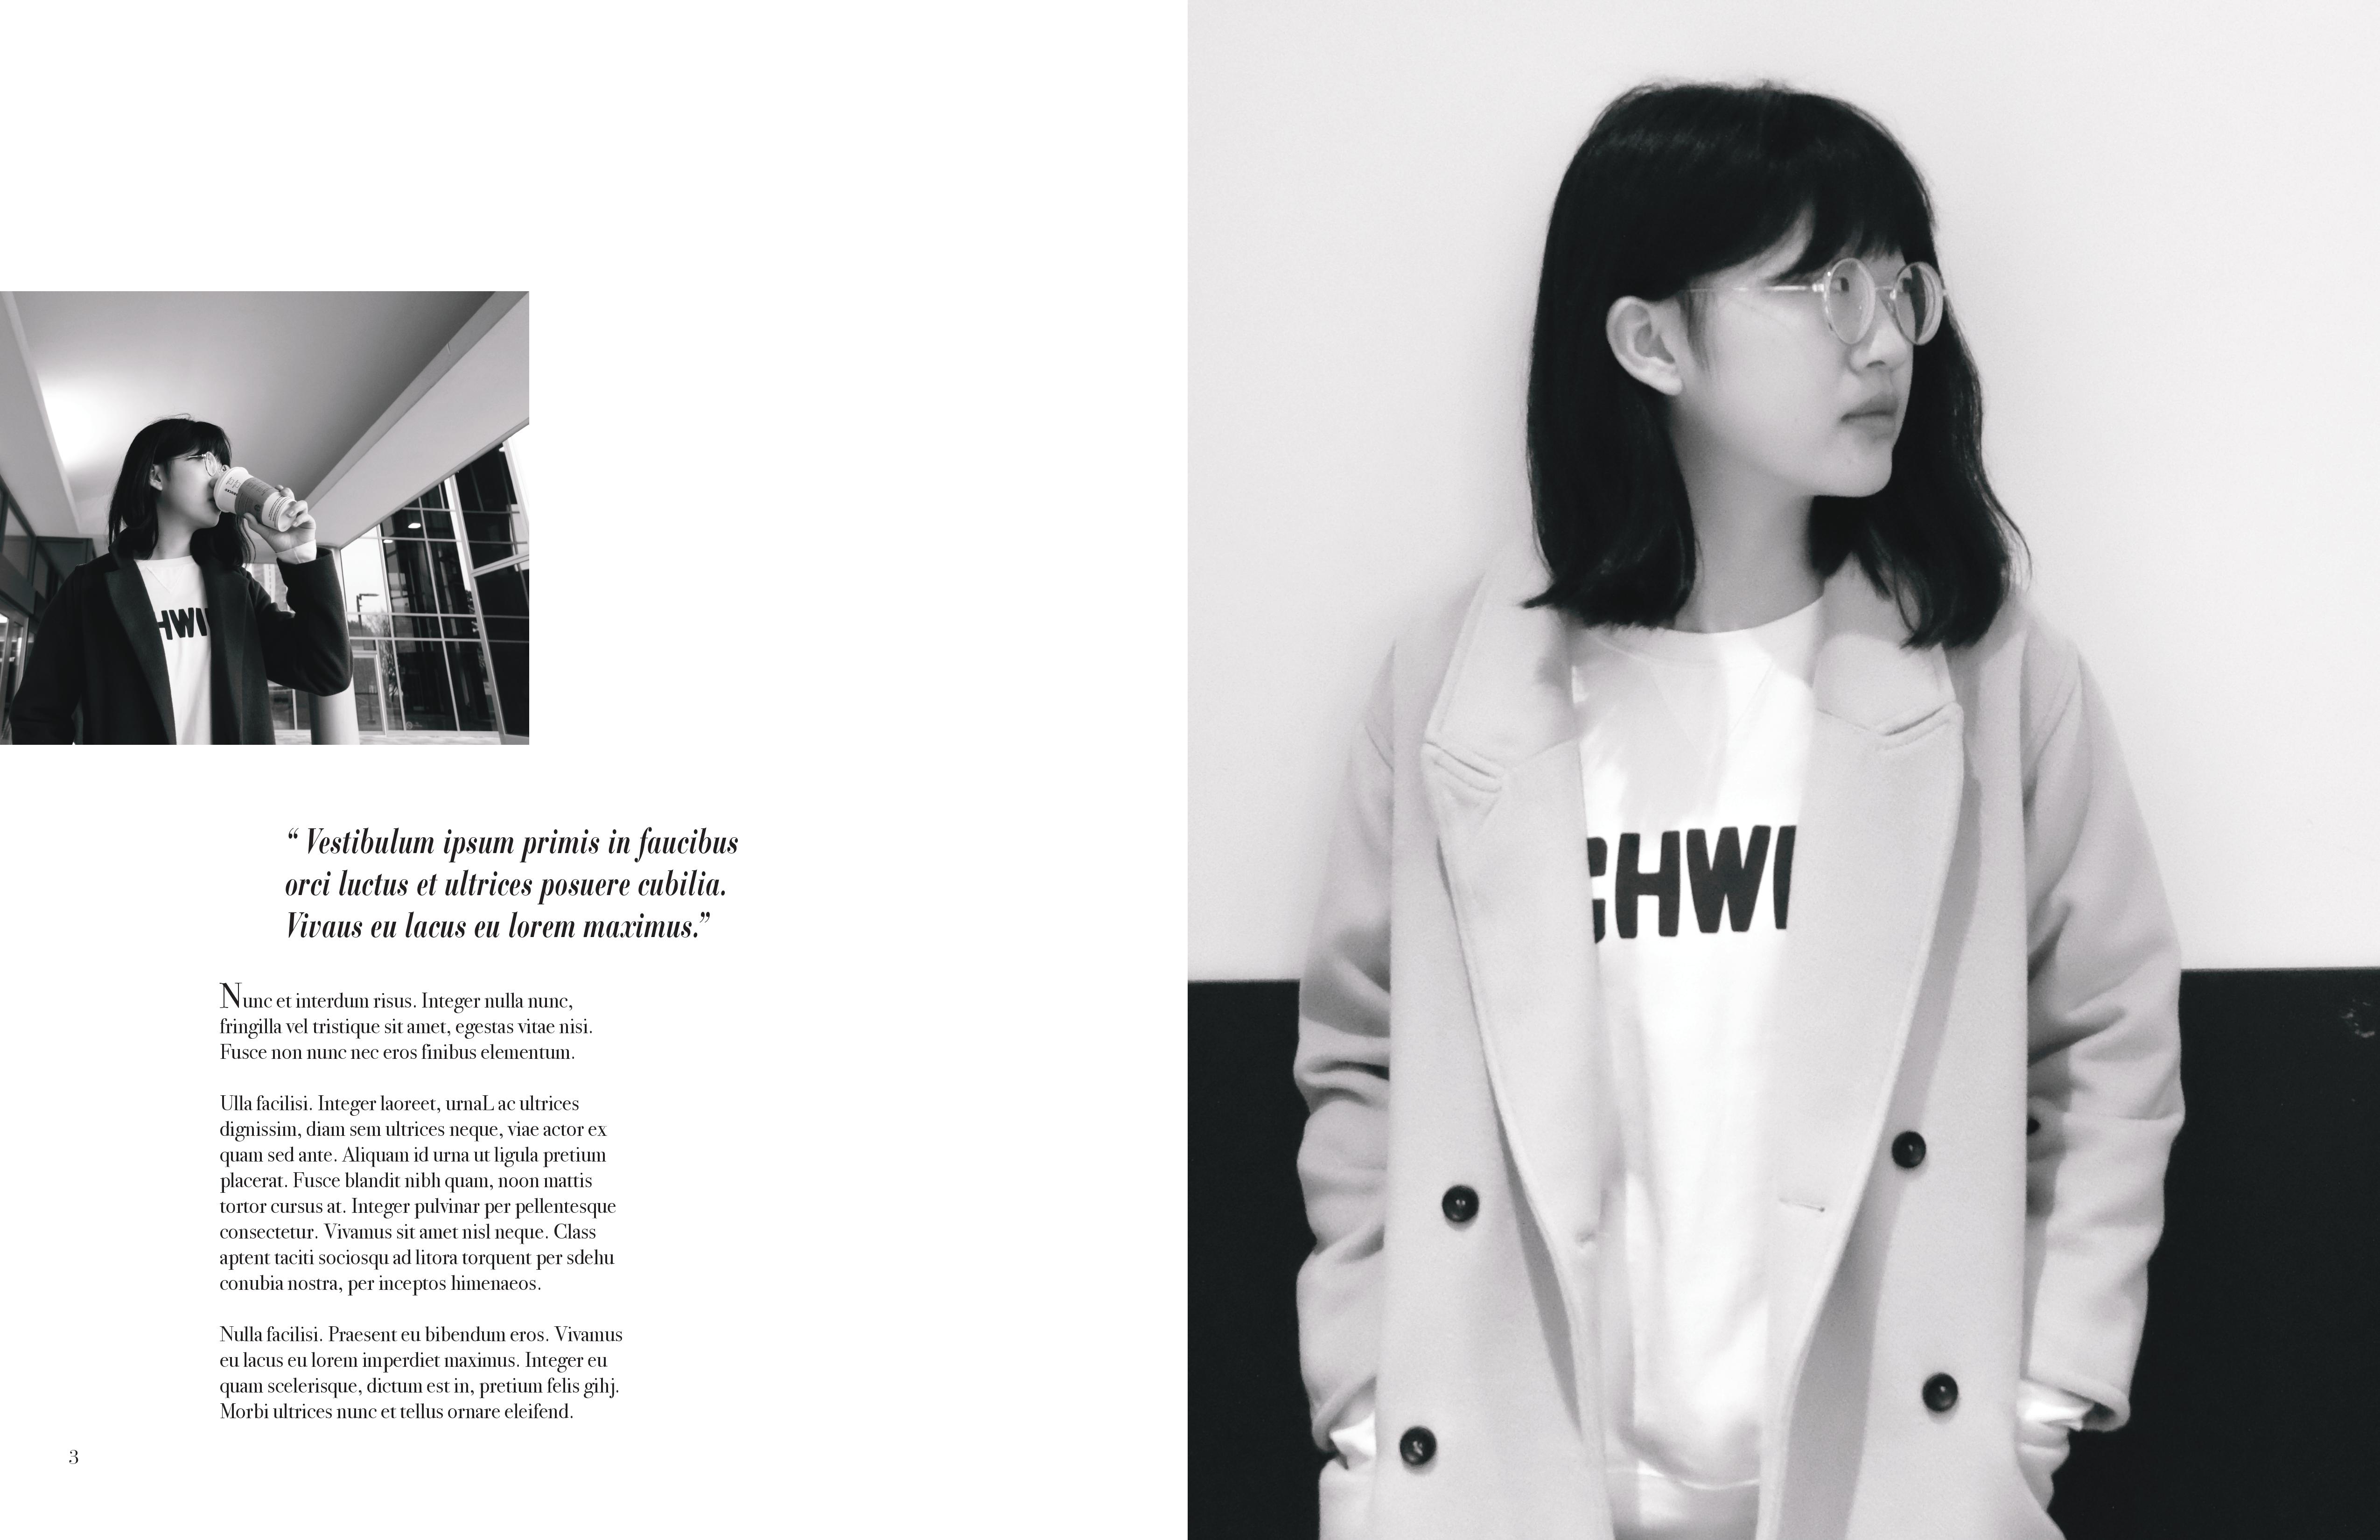 HWI
“ Vestibulum ipsum primis in faucibus
orci luctus et ultrices posuere cubilia.
Vivaus eu lacus eu lorem maximus.”
Nunc et interdum risus. Integer nulla nunc,
fringilla vel tristique sit amet, egestas vitae nisi.
Fusce non nunc nec eros finibus elementum.
Ulla facilisi. Integer laoreet, urnaL ac ultrices
dignissim, diam sem ultrices neque, viae actor ex
quam sed ante. Aliquam id urna ut ligula pretium
placerat. Fusce blandit nibh quam, noon mattis
tortor cursus at. Integer pulvinar per pellentesque
consectetur. Vivamus sit amet nisl neque. Class
aptent taciti sociosqu ad litora torquent per sdehu
conubia nostra, per inceptos himenaeos.
Nulla facilisi. Praesent eu bibendum eros. Vivamus
eu lacus eu lorem imperdiet maximus. Integer eu
quam scelerisque, dictum est in, pretium felis gihj.
Morbi ultrices nunc et tellus ornare eleifend.
3
CHWI